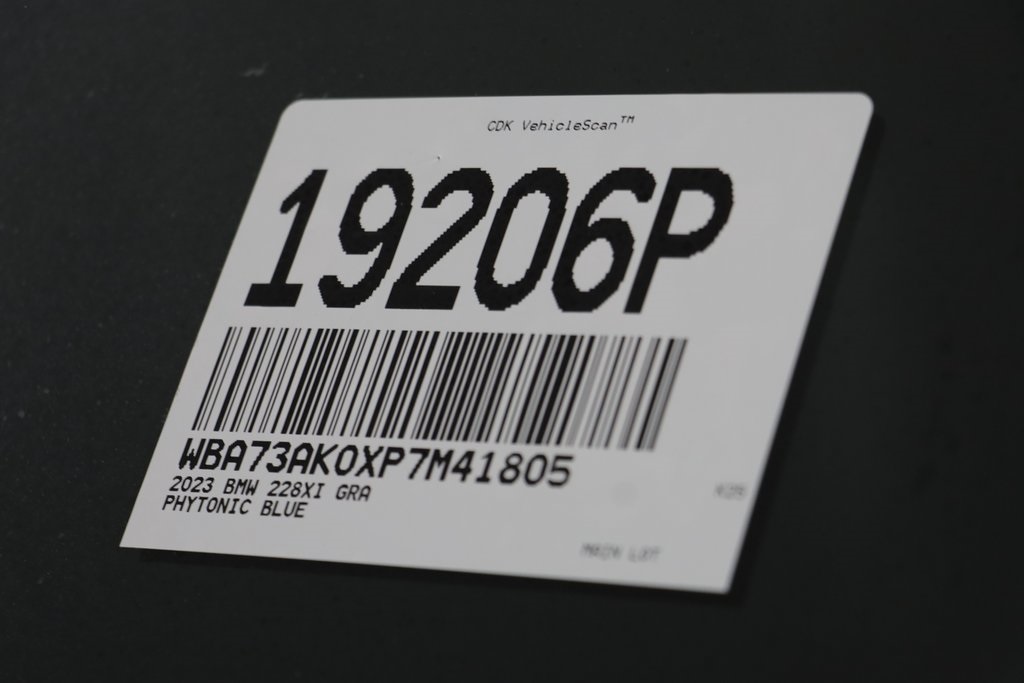 CDK VehicleScan™
19206P
WBA73AK0XP7M41805
2023 BMW 228XI GRA
PHYTONIC BLUE
MAIN LOT